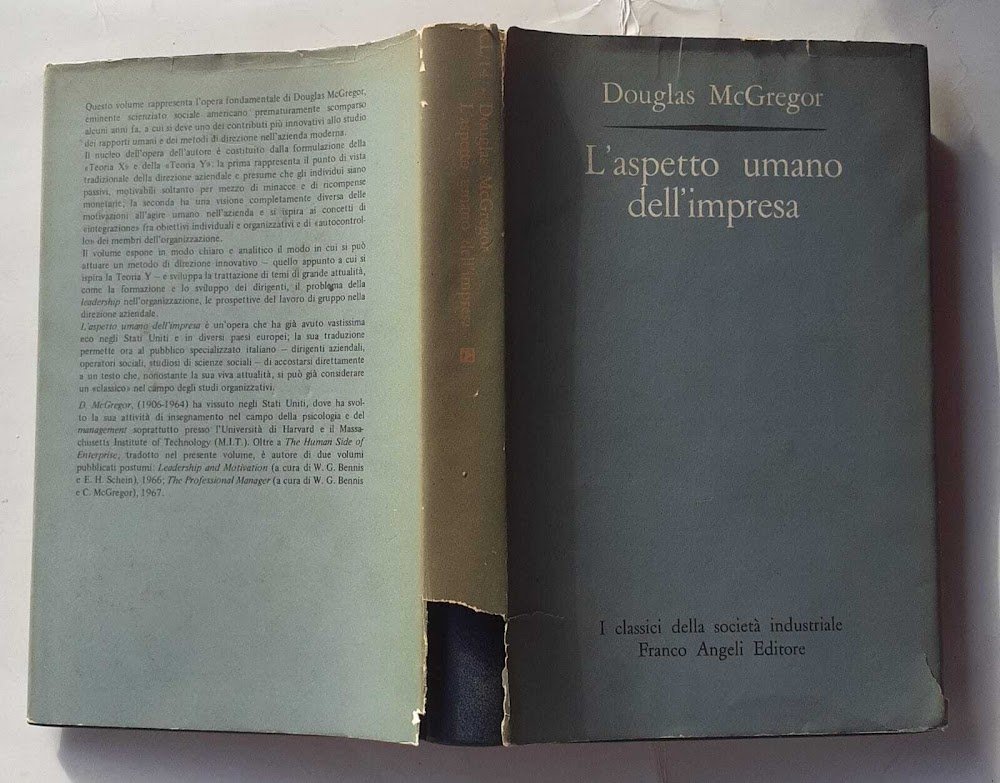 Questo volume rappresenta l'opera fondamentale di Douglas McGregor,
eminente scienziato sociale americano prematuramente scomparso
alcuni anni fa, a cui si deve uno dei contributi più innovativi allo studio
dei rapporti umani e dei metodi di direzione nell'azienda moderna.
Il nucleo dell'opera dell'autore è costituito dalla formulazione della
«Teoria X» e della «Teoria Y»: la prima rappresenta il punto di vista
tradizionale della direzione aziendale e presume che gli individui siano
passivi, motivabili soltanto per mezzo di minacce e di ricompense
monetarie, la seconda ha una visione completamente diversa delle
motivazioni all'agire umano nell'azienda e si ispira ai concetti di
«integrazione» fra obiettivi individuali e organizzativi e di «autocontrol-
lo» dei membri dell'organizzazione.
Il volume espone in modo chiaro e analitico il modo in cui si può
attuare un metodo di direzione innovativo – quello appunto a cui si
ispira la Teoria Y – e sviluppa la trattazione di temi di grande attualità,
come la formazione e lo sviluppo dei dirigenti, il problema della
leadership nell'organizzazione, le prospettive del lavoro di gruppo nella
direzione aziendale.
L'aspetto umano dell'impresa è un'opera che ha già avuto vastissima
eco negli Stati Uniti e in diversi paesi europei; la sua traduzione
permette ora al pubblico specializzato italiano – dirigenti aziendali,
operatori sociali, studiosi di scienze sociali – di accostarsi direttamente
a un testo che, nonostante la sua viva attualità, si può già considerare
un «classico» nel campo degli studi organizzativi.
D. McGregor, (1906-1964) ha vissuto negli Stati Uniti, dove ha svol-
to la sua attività di insegnamento nel campo della psicologia e del
management soprattutto presso l'Università di Harvard e il Massa-
chusetts Institute of Technology (M.I.T.). Oltre a The Human Side of
Enterprise, tradotto nel presente volume, è autore di due volumi
pubblicati postumi: Leadership and Motivation (a cura di W. G. Bennis
e E. H. Schein), 1966; The Professional Manager (a cura di W. G. Bennis
e C. McGregor), 1967.
Douglas McGregor
L'aspetto umano dell'impresa
Douglas McGregor
L'aspetto umano
dell'impresa
I classici della società industriale
Franco Angeli Editore